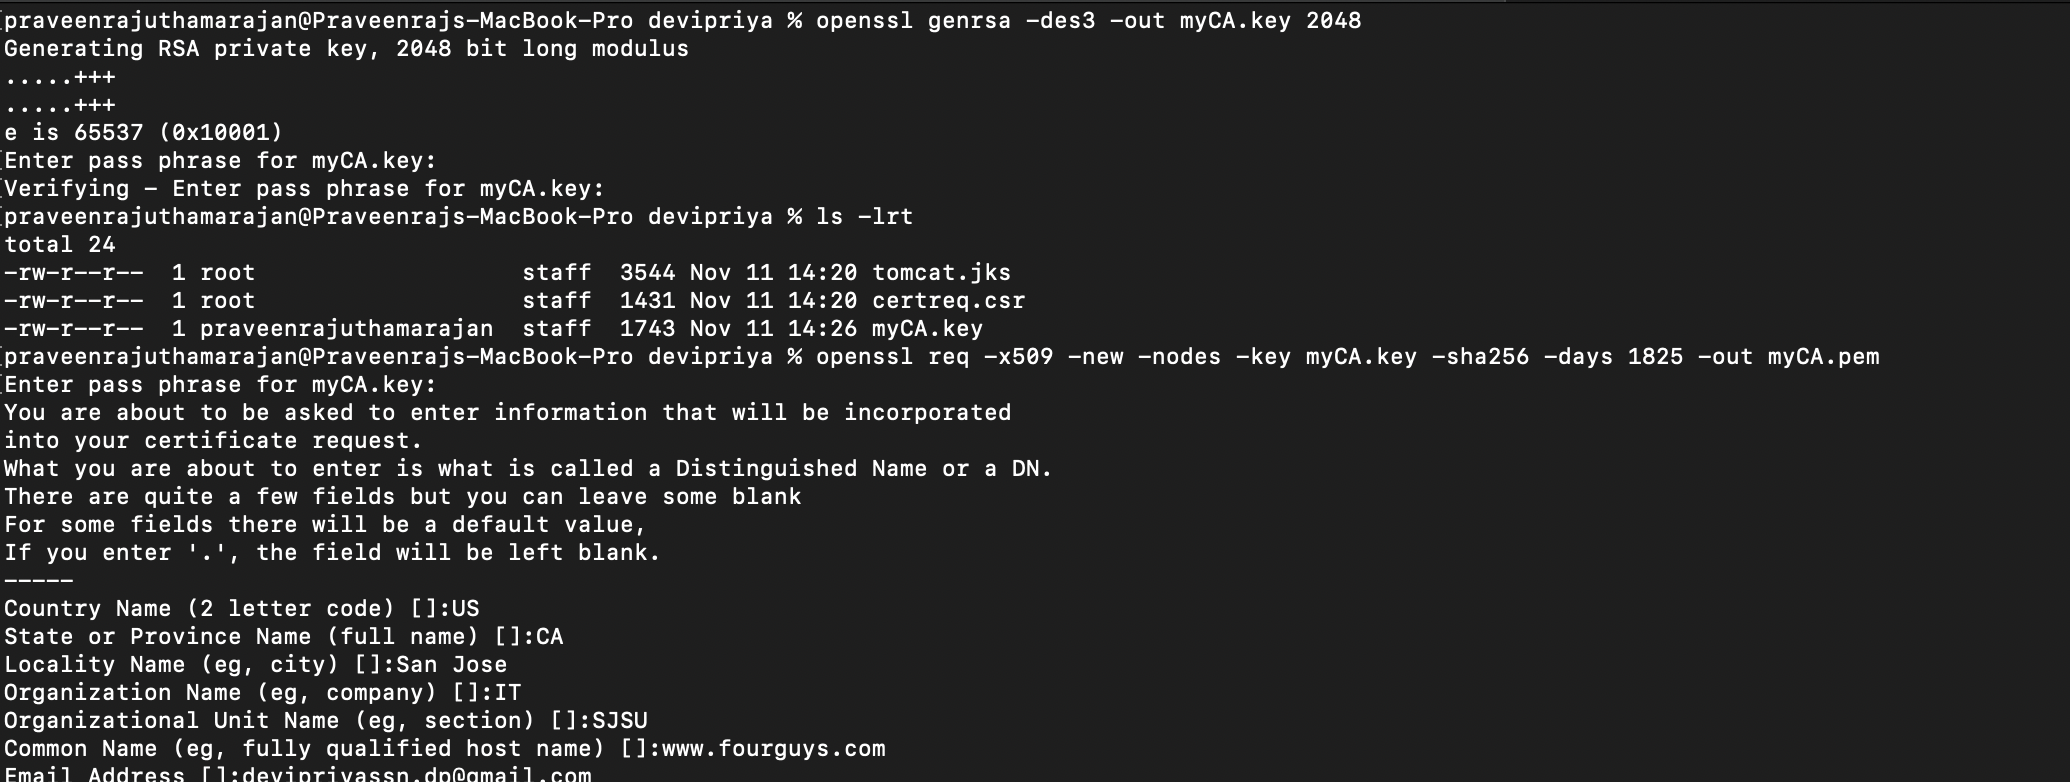 praveenrajuthamarajan@Praveenrajs-MacBook-Pro devipriya % openssl genrsa -des3 -out myCA.key 2048
Generating RSA private key, 2048 bit long modulus
.....+++
.....+++
e is 65537 (0x10001)
Enter pass phrase for myCA.key:
Verifying - Enter pass phrase for myCA.key:
praveenrajuthamarajan@Praveenrajs-MacBook-Pro devipriya % ls -lrt
total 24
-rw-r--r--  1 root                   staff  3544 Nov 11 14:20 tomcat.jks
-rw-r--r--  1 root                   staff  1431 Nov 11 14:20 certreq.csr
-rw-r--r--  1 praveenrajuthamarajan  staff  1743 Nov 11 14:26 myCA.key
praveenrajuthamarajan@Praveenrajs-MacBook-Pro devipriya % openssl req -x509 -new -nodes -key myCA.key -sha256 -days 1825 -out myCA.pem
Enter pass phrase for myCA.key:
You are about to be asked to enter information that will be incorporated
into your certificate request.
What you are about to enter is what is called a Distinguished Name or a DN.
There are quite a few fields but you can leave some blank
For some fields there will be a default value,
If you enter '.', the field will be left blank.
-----
Country Name (2 letter code) []:US
State or Province Name (full name) []:CA
Locality Name (eg, city) []:San Jose
Organization Name (eg, company) []:IT
Organizational Unit Name (eg, section) []:SJSU
Common Name (eg, fully qualified host name) []:www.fourguys.com
Email Address []:devipriyassn.dp@gmail.com